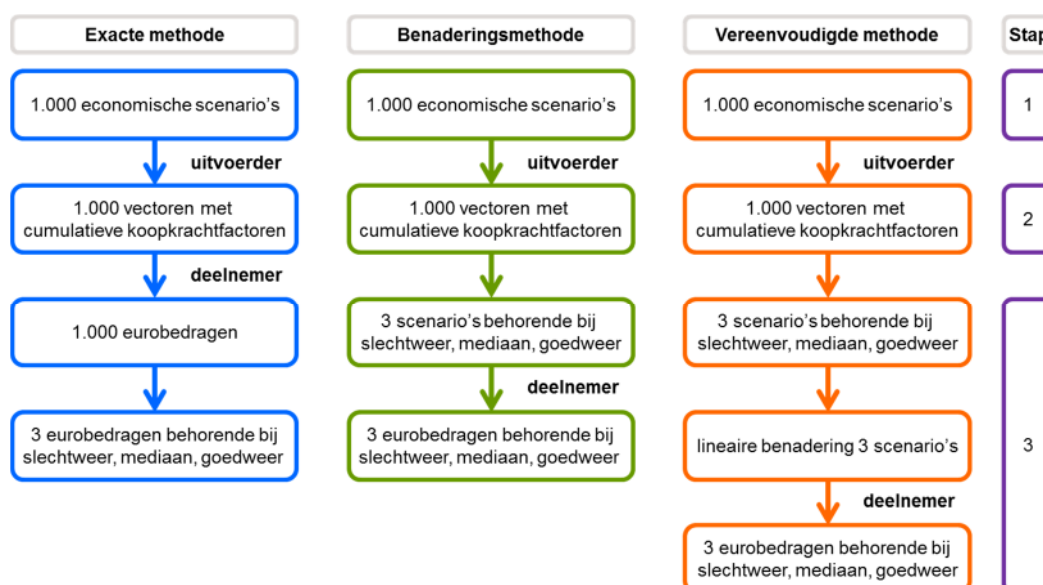 Exacte methode
Benaderingsmethode
Vereenvoudigde methode
Stap
1.000 economische scenario's
1.000 economische scenario's
1.000 economische scenario's
1
uitvoerder
uitvoerder
uitvoerder
1.000 vectoren met
cumulatieve koopkrachtfactoren
1.000 vectoren met
cumulatieve koopkrachtfactoren
1.000 vectoren met
cumulatieve koopkrachtfactoren
2
deelnemer
1.000 eurobedragen
3 scenario's behorende bij
slechtweer, mediaan, goedweer
3 scenario's behorende bij
slechtweer, mediaan, goedweer
deelnemer
3 eurobedragen behorende bij
slechtweer, mediaan, goedweer
3 eurobedragen behorende bij
slechtweer, mediaan, goedweer
lineaire benadering 3 scenario's
3
deelnemer
3 eurobedragen behorende bij
slechtweer, mediaan, goedweer